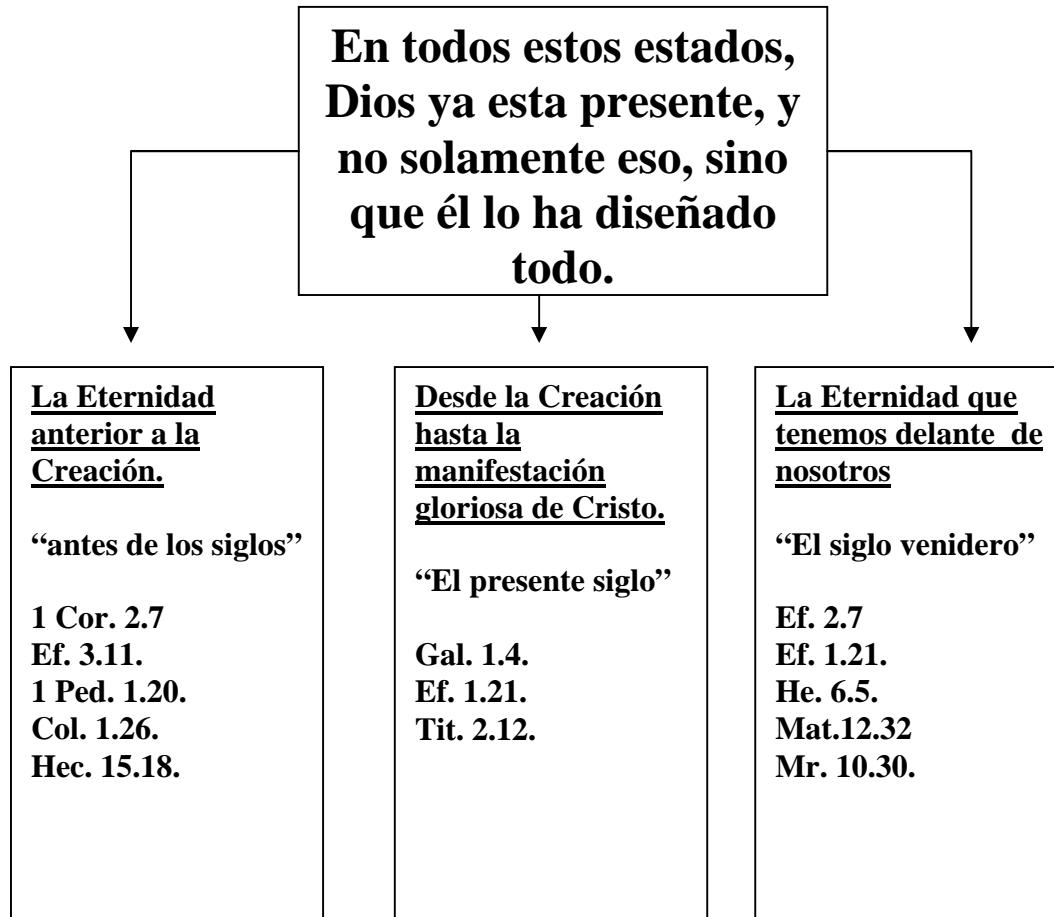 En todos estos estados,
Dios ya esta presente, y
no solamente eso, sino
que él lo ha diseñado
todo.
La Eternidad
anterior a la
Creación.
“antes de los siglos”
1 Cor. 2.7
Ef. 3.11.
1 Ped. 1.20.
Col. 1.26.
Hec. 15.18.
Desde la Creación
hasta la
manifestación
gloriosa de Cristo.
“El presente siglo”
Gal. 1.4.
Ef. 1.21.
Tit. 2.12.
La Eternidad que
tenemos delante  de
nosotros
“El siglo venidero”
Ef. 2.7
Ef. 1.21.
He. 6.5.
Mat.12.32
Mr. 10.30.